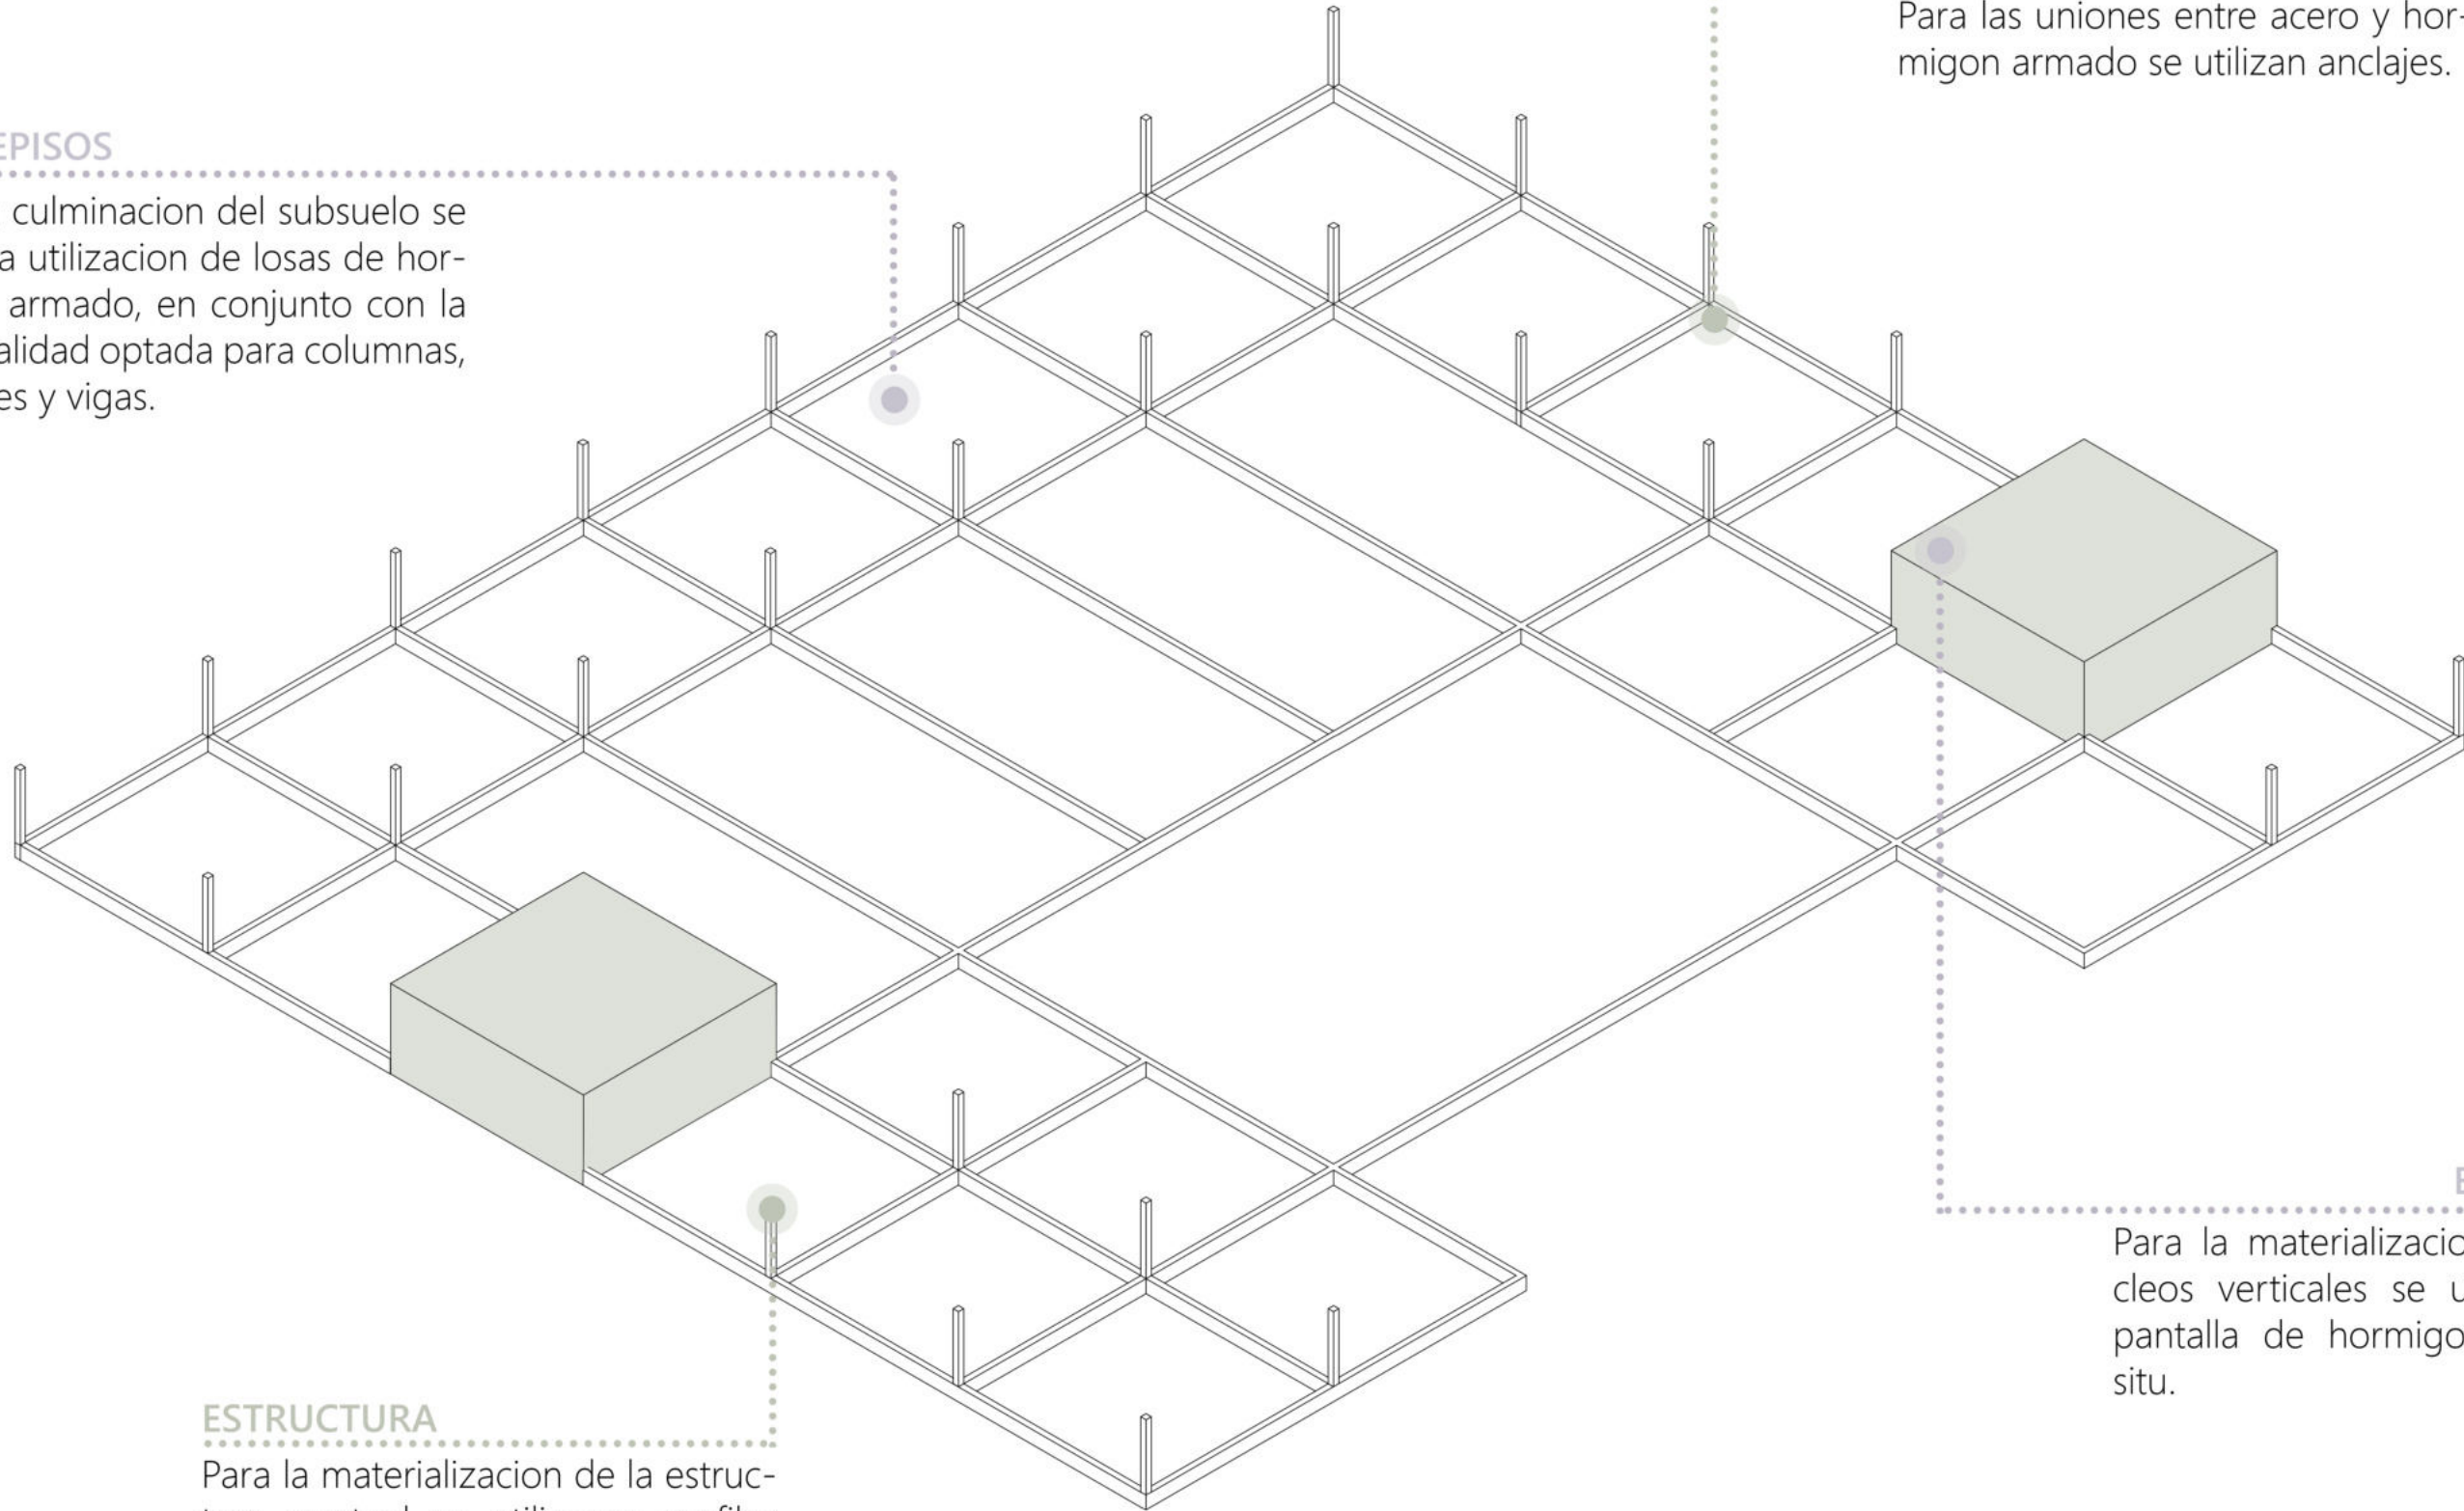 Para las uniones entre acero y hor-
migon armado se utilizan anclajes.
EPISOS
culminacion del subsuelo se
a utilizacion de losas de hor-
armado, en conjunto con la
alidad optada para columnas,
es y vigas.
E
Para la materializacio
cleos verticales se u
pantalla de hormigo
situ.
ESTRUCTURA
Para la materializacion de la estruc-